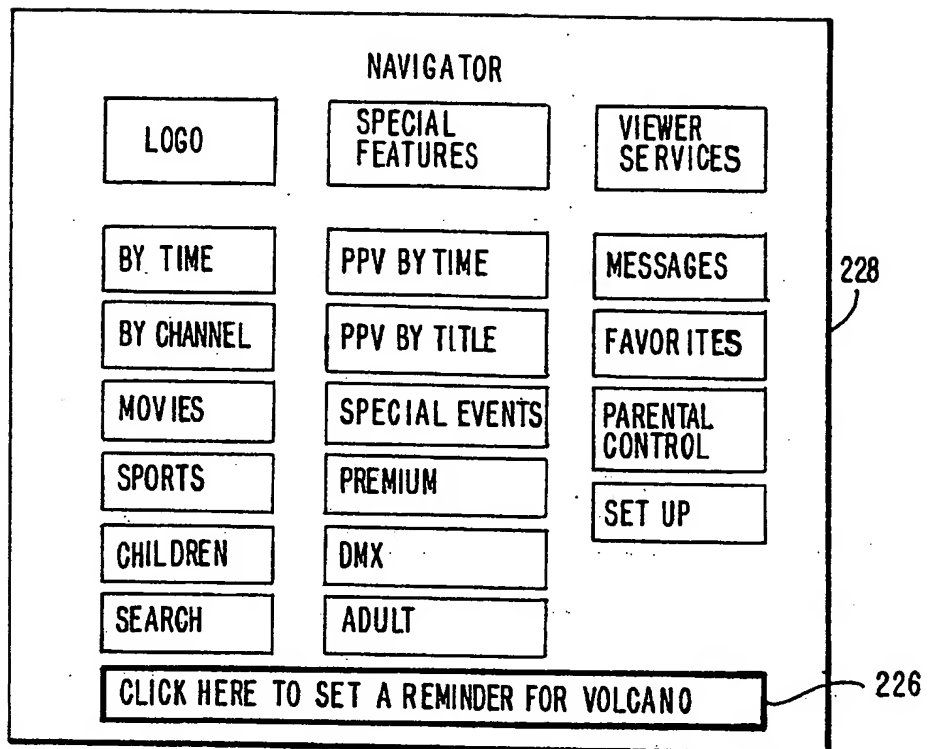 NAVIGATOR
LOGO
SPECIAL
FEATURES
VIEWER
SERVICES
BY TIME
PPV BY TIME
MESSAGES
BY CHANNEL
PPV BY TITLE
FAVORITES
MOVIES
SPECIAL EVENTS
PARENTAL
CONTROL
SPORTS
PREMIUM
SET UP
CHILDREN
DMX
SEARCH
ADULT
CLICK HERE TO SET A REMINDER FOR VOLCANO
228
226